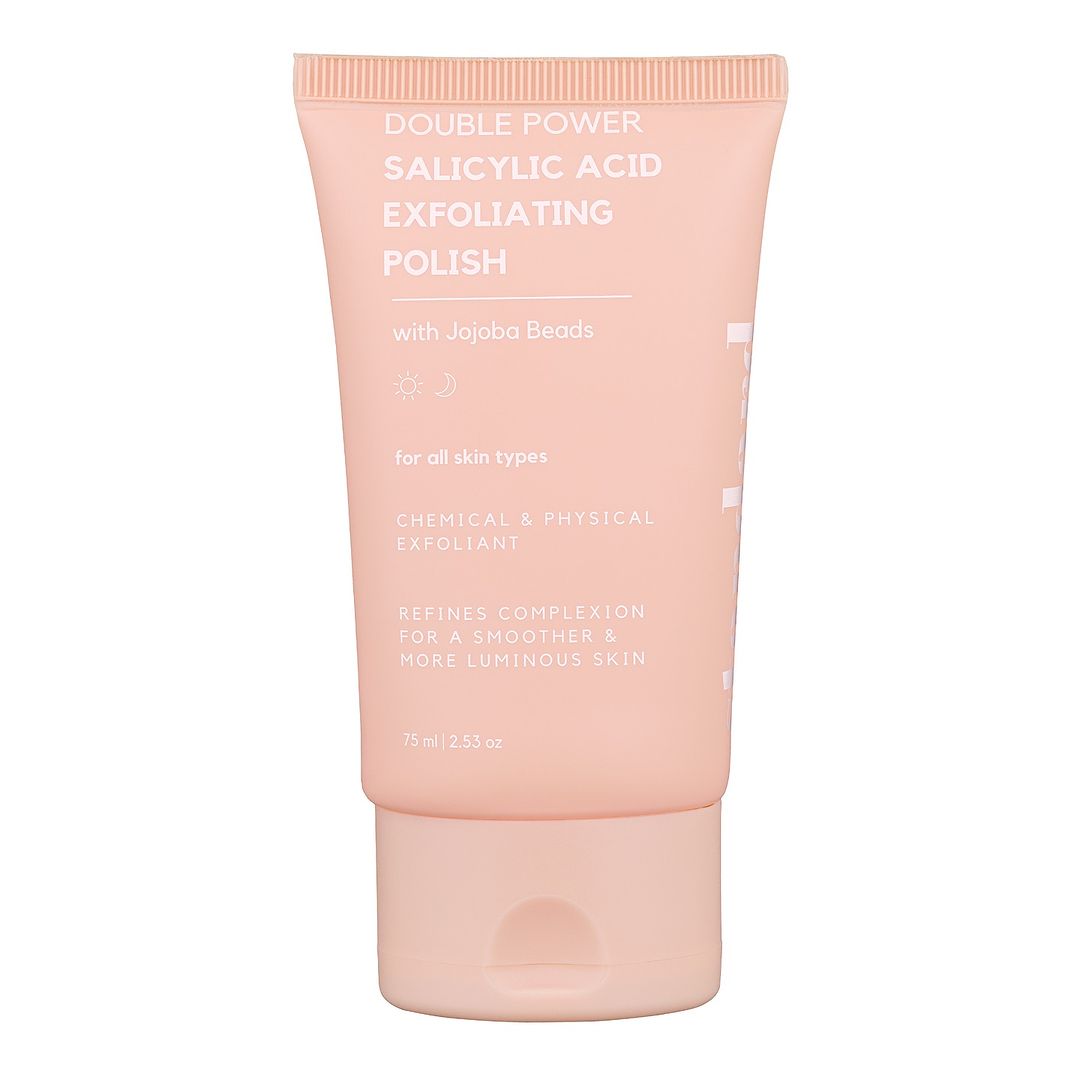 DOUBLE POWER
SALICYLIC ACID
EXFOLIATING
POLISH
with Jojoba Beads
for all skin types
CHEMICAL & PHYSICAL
EXFOLIANT
REFINES COMPLEXION
FOR A SMOOTHER &
MORE LUMINOUS SKIN
75 ml | 2.53 oz